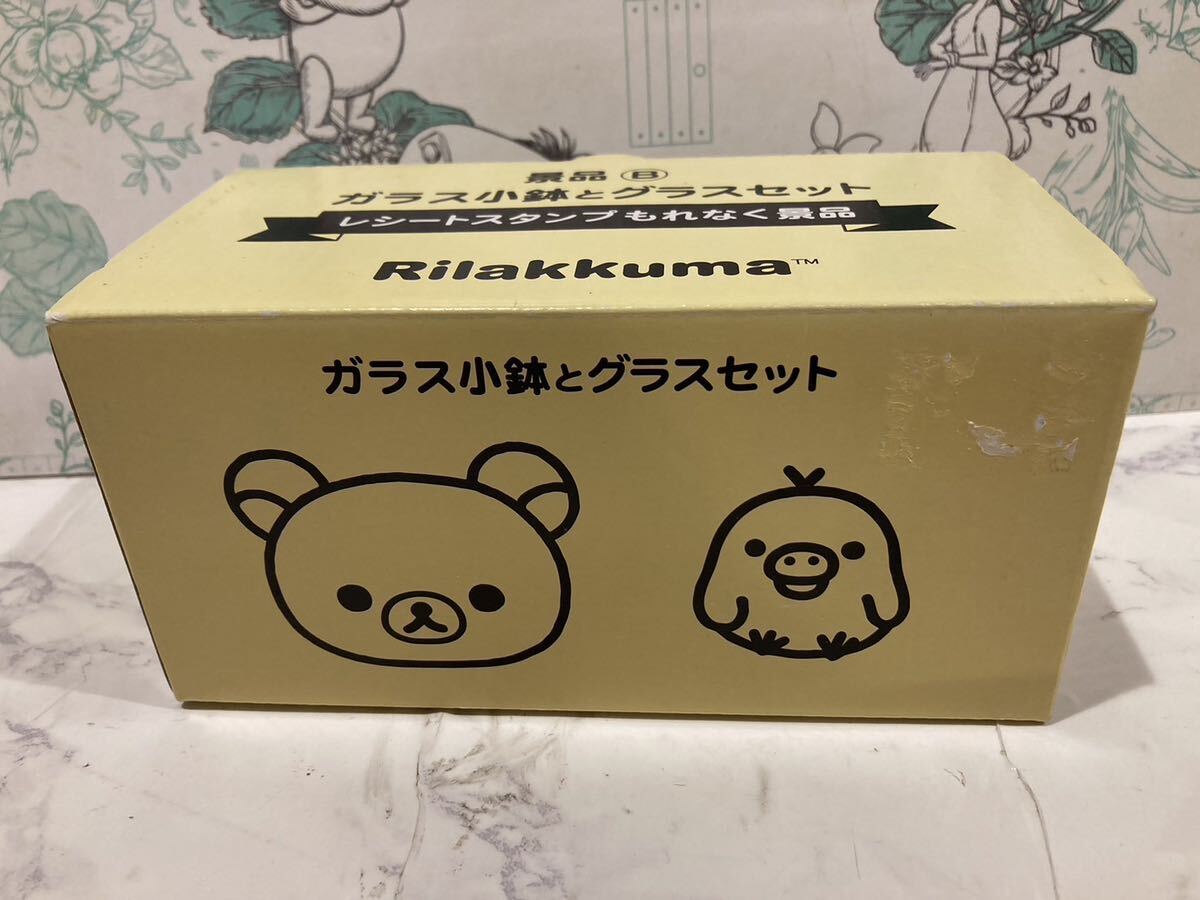 景品 Ⓑ
ガラス小鉢とグラスセット
レシートスタンプもれなく景品
Rilakkuma™
ガラス小鉢とグラスセット